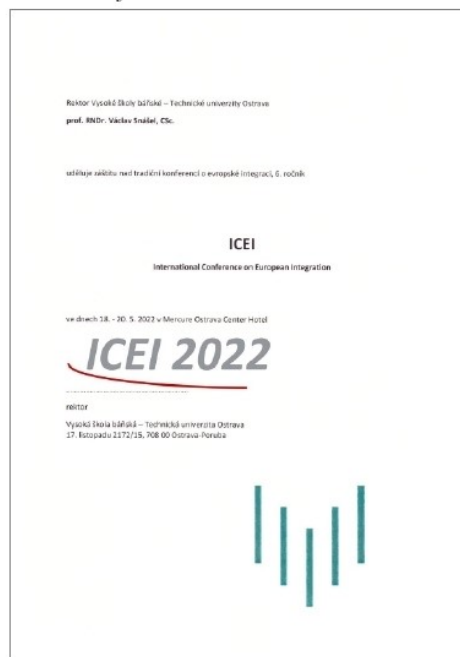 Rektor Vysoké školy báňské – Technické univerzity Ostrava
prof. RNDr. Václav Snášel, CSc.
uděluje záštitu nad tradiční konferencí o evropské integraci, 6. ročník
ICEI
International Conference on European Integration
ve dnech 18. - 20. 5. 2022 v Mercure Ostrava Center Hotel
ICEI 2022
rektor
Vysoká škola báňská – Technická univerzita Ostrava
17. listopadu 2172/15, 708 00 Ostrava-Poruba